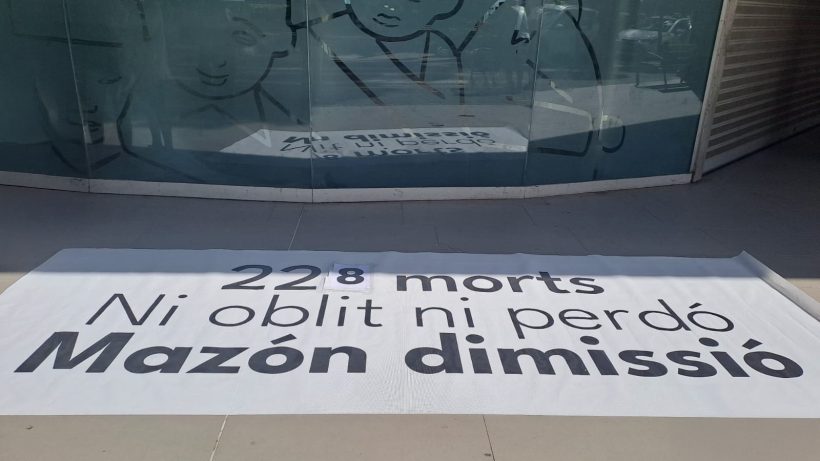 228 morts
Ni oblit ni perdó
Mazón dimissió